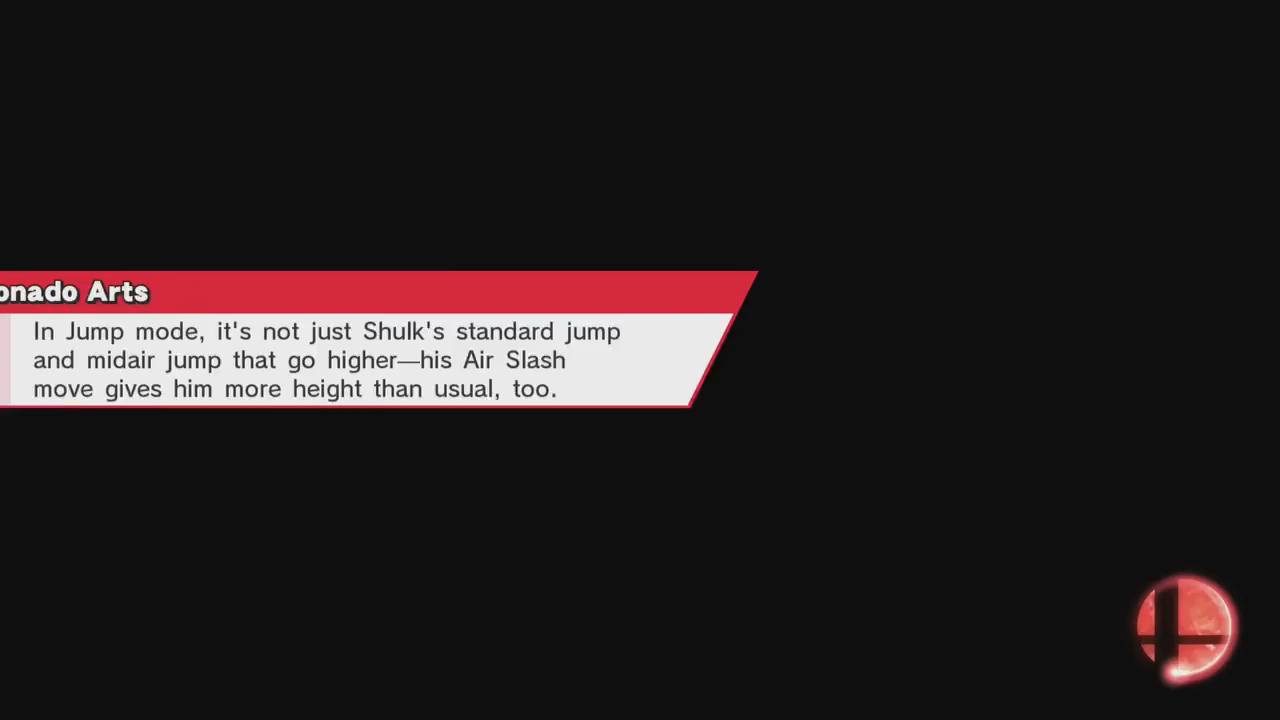 onado Arts
In Jump mode, it's not just Shulk's standard jump
and midair jump that go higher—his Air Slash
move gives him more height than usual, too.